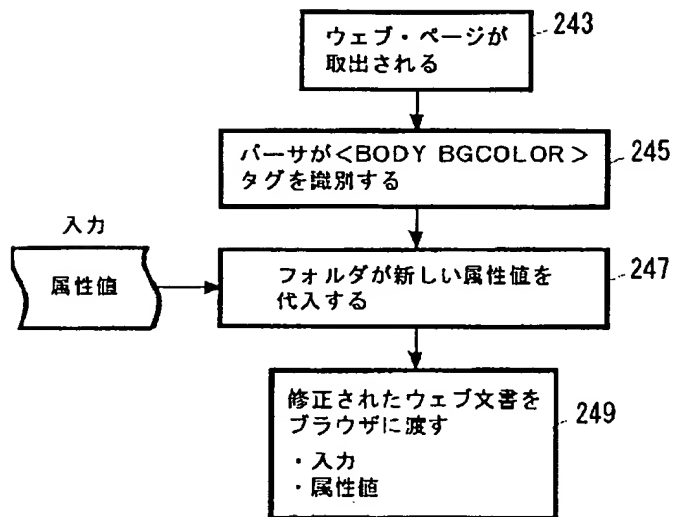 ウェブ・ページが
取出される
243
パーサが<BODY BGCOLOR>
タグを識別する
245
入力
属性値
フォルダが新しい属性値を
代入する
247
修正されたウェブ文書を
ブラウザに渡す
・入力
・属性値
249